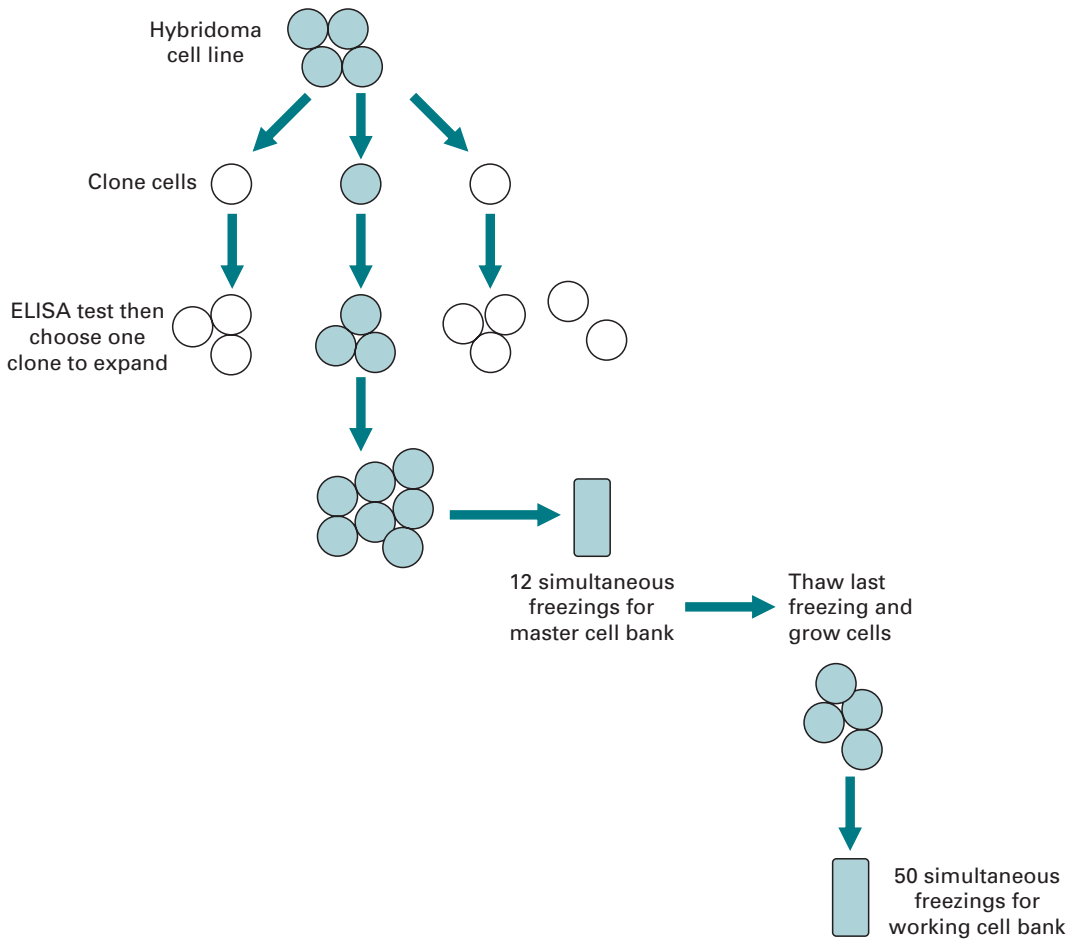 Hybridoma
cell line
Clone cells
ELISA test then
choose one
clone to expand
12 simultaneous
freezings for
master cell bank
Thaw last
freezing and
grow cells
50 simultaneous
freezings for
working cell bank